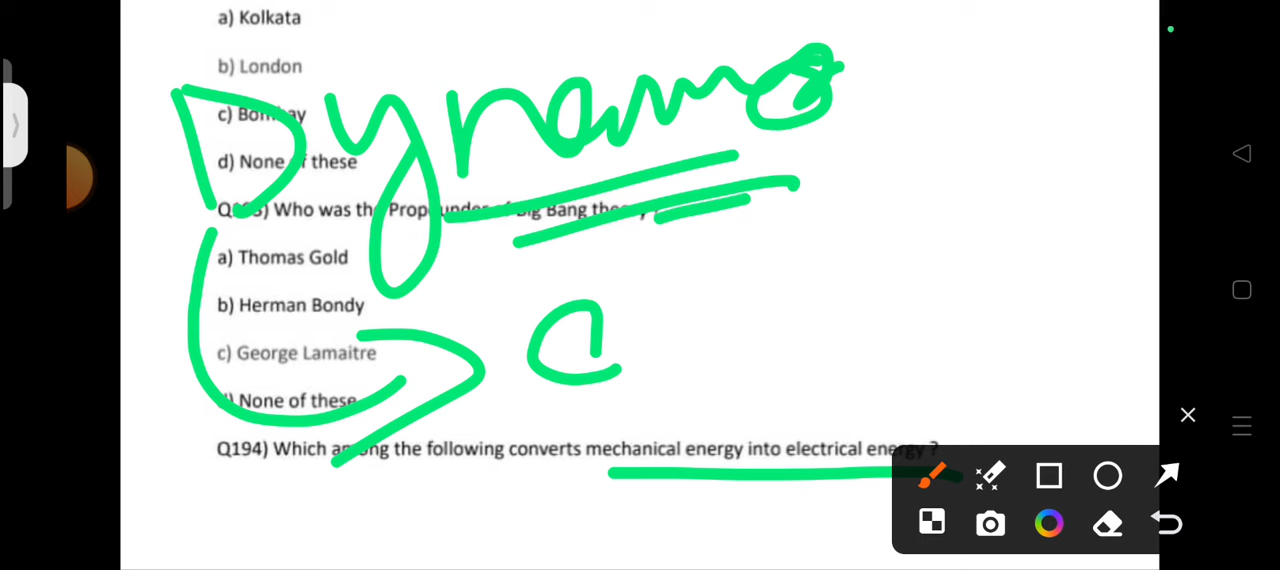 a) Kolkata
b) London
Dynamo
c) Bombay
d) None of these
Q193) Who was the Propounder of Big Bang theory
a) Thomas Gold
b) Herman Bondy
c) George Lamaitre
d) None of these
Q194) Which among the following converts mechanical energy into electrical energy ?